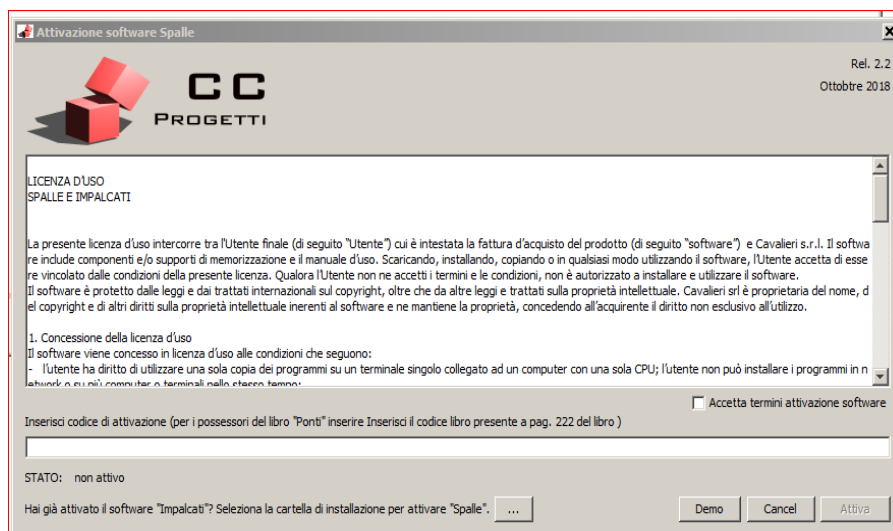 Attivazione software Spalle
CC
PROGETTI
Rel. 2.2
Ottobtre 2018
LICENZA D'USO
SPALLE E IMPALCATI
La presente licenza d'uso intercorre tra l'Utente finale (di seguito "Utente") cui è intestata la fattura d'acquisto del prodotto (di seguito "software") e Cavalieri s.r.l. Il softwa
re include componenti e/o supporti di memorizzazione e il manuale d'uso. Scaricando, installando, copiando o in qualsiasi modo utilizzando il software, l'Utente accetta di esse
re vincolato dalle condizioni della presente licenza. Qualora l'Utente non ne accetti i termini e le condizioni, non è autorizzato a installare e utilizzare il software.
Il software è protetto dalle leggi e dai trattati internazionali sul copyright, oltre che da altre leggi e trattati sulla proprietà intellettuale. Cavalieri srl è proprietaria del nome, d
el copyright e di altri diritti sulla proprietà intellettuale inerenti al software e ne mantiene la proprietà, concedendo all'acquirente il diritto non esclusivo all'utilizzo.
1. Concessione della licenza d'uso
Il software viene concesso in licenza d'uso alle condizioni che seguono:
- l'utente ha diritto di utilizzare una sola copia dei programmi su un terminale singolo collegato ad un computer con una sola CPU; l'utente non può installare i programmi in n
etwork o su più computer o terminali nello stesso tempo;
Accetta termini attivazione software
Inserisci codice di attivazione (per i possessori del libro "Ponti" inserire Inserisci il codice libro presente a pag. 222 del libro )
STATO: non attivo
Hai già attivato il software "Impalcati"? Seleziona la cartella di installazione per attivare "Spalle". ...
Demo
Cancel
Attiva